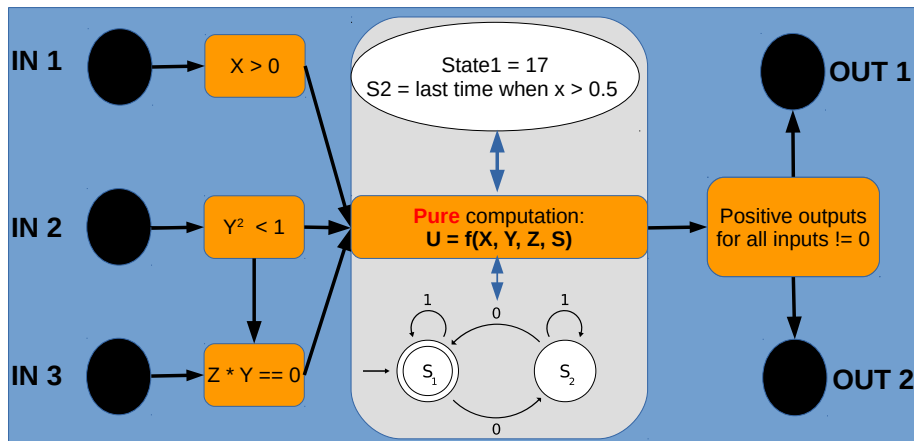 IN 1
X > 0
State1 = 17
S2 = last time when x > 0.5
OUT 1
IN 2
Y² < 1
Pure computation:
U = f(X, Y, Z, S)
Positive outputs
for all inputs != 0
1
0
1
IN 3
Z * Y == 0
S₁
S₂
0
OUT 2